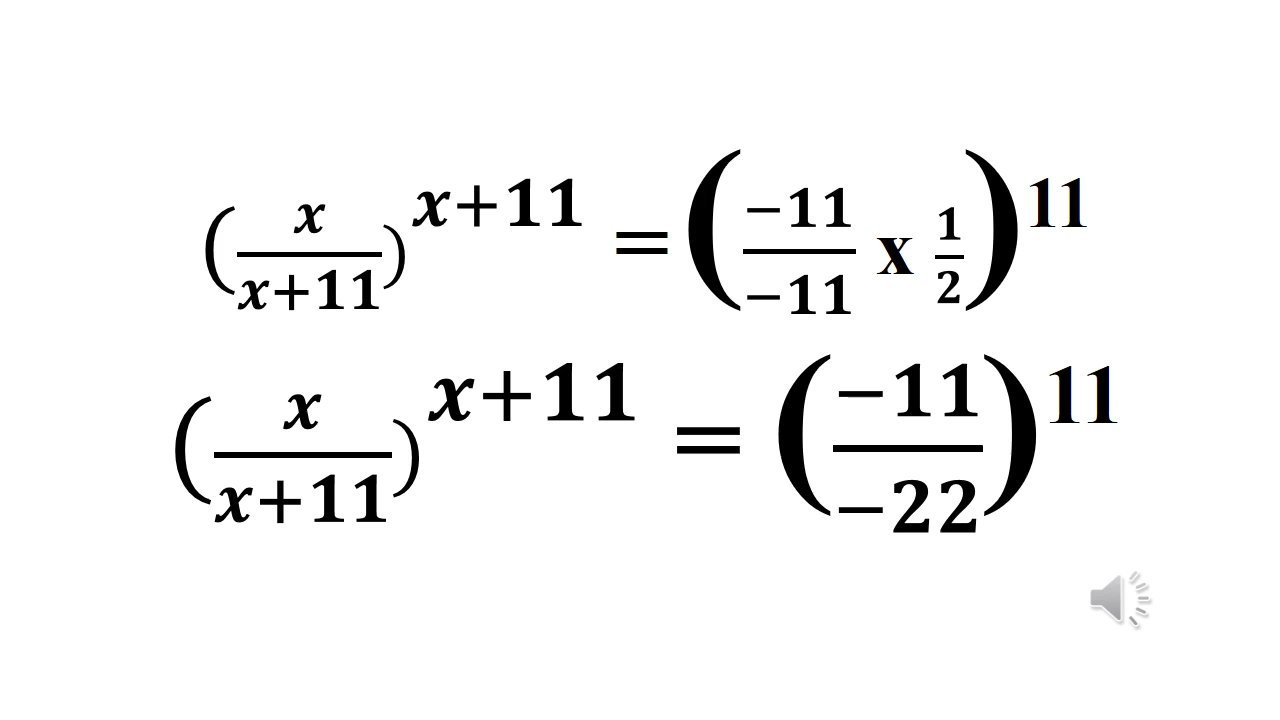 (x/(x+11))^(x+11) = (-11/-11 x 1/2)^11
(x/(x+11))^(x+11) = (-11/-22)^11